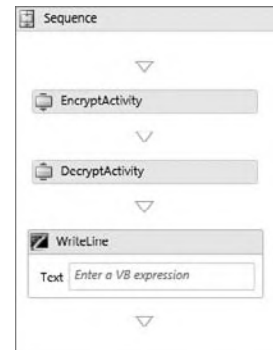 Sequence
EncryptActivity
DecryptActivity
WriteLine
Text Enter a VB expression